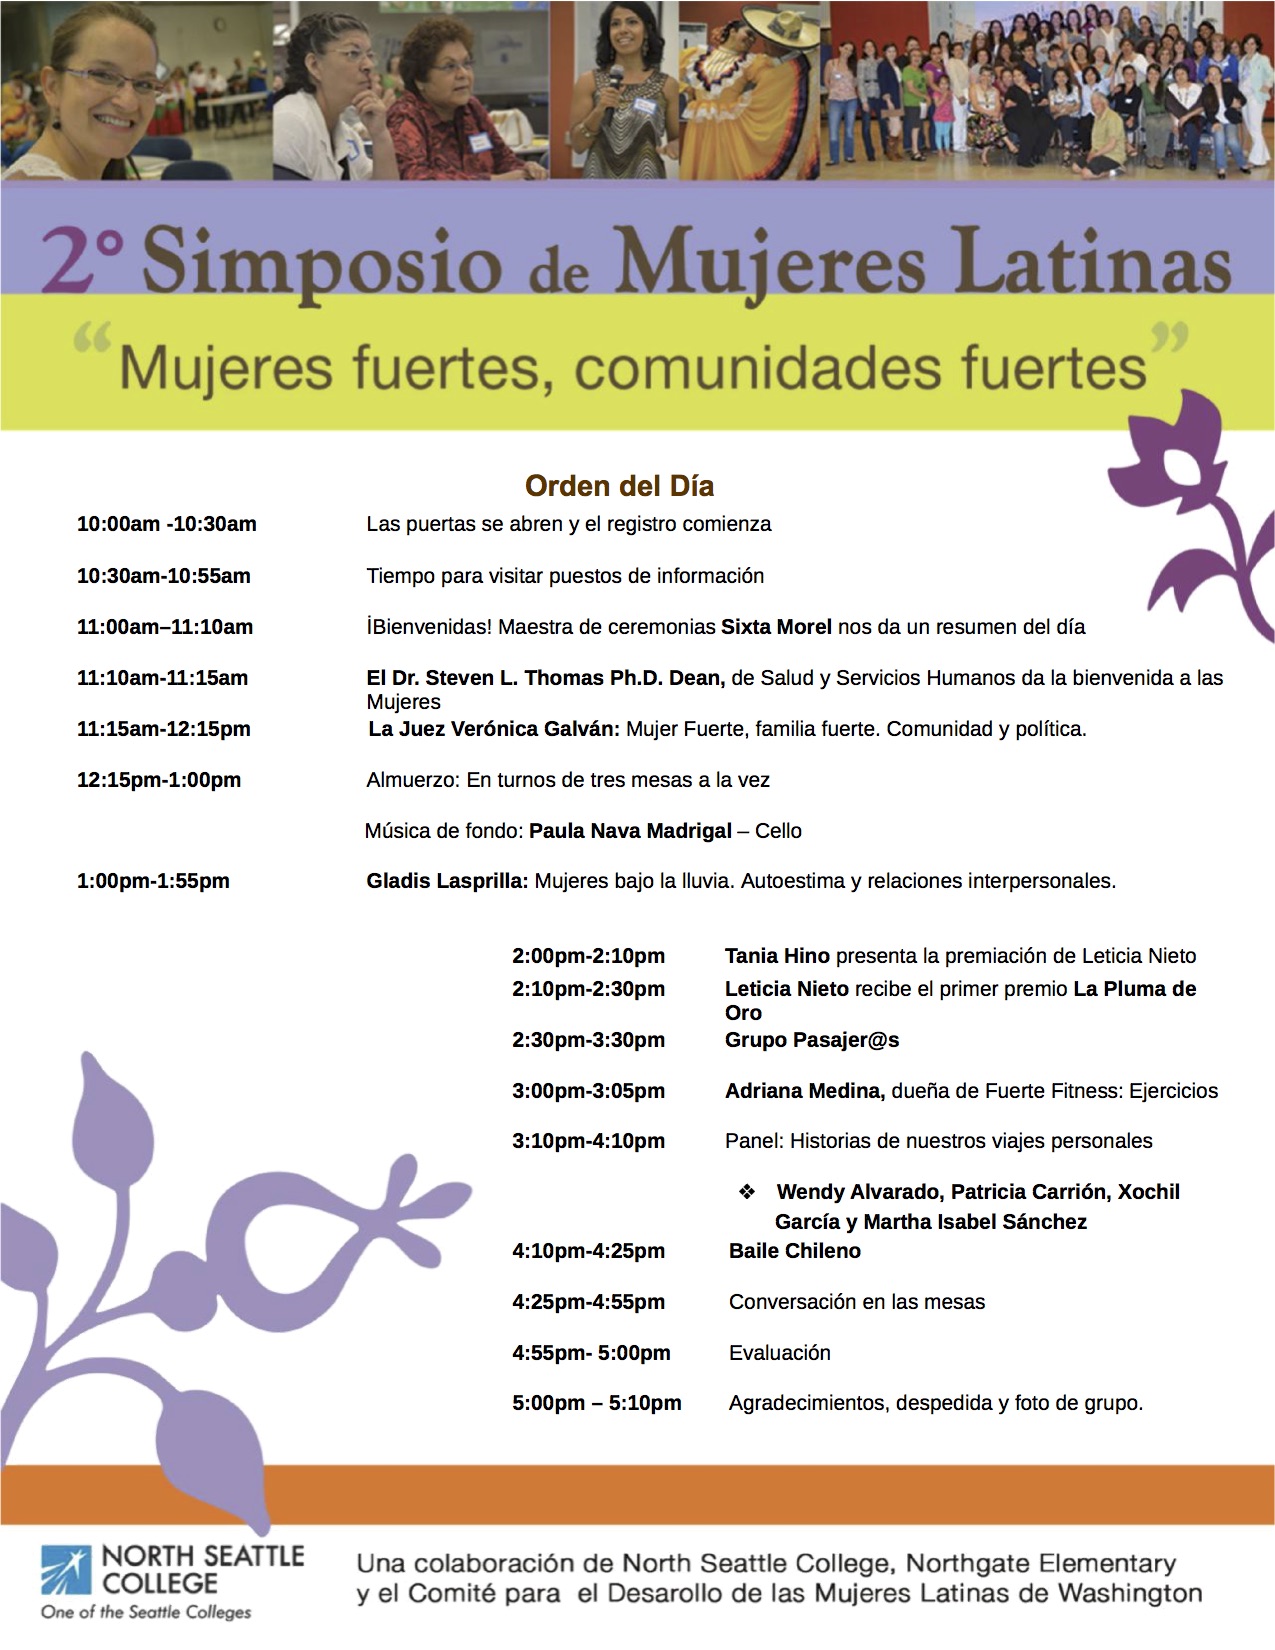 2° Simposio de Mujeres Latinas
“Mujeres fuertes, comunidades fuertes”
Orden del Día
10:00am -10:30am Las puertas se abren y el registro comienza
10:30am-10:55am Tiempo para visitar puestos de información
11:00am–11:10am ¡Bienvenidas! Maestra de ceremonias Sixta Morel nos da un resumen del día
11:10am-11:15am El Dr. Steven L. Thomas Ph.D. Dean, de Salud y Servicios Humanos da la bienvenida a las
Mujeres
11:15am-12:15pm La Juez Verónica Galván: Mujer Fuerte, familia fuerte. Comunidad y política.
12:15pm-1:00pm Almuerzo: En turnos de tres mesas a la vez
Música de fondo: Paula Nava Madrigal – Cello
1:00pm-1:55pm Gladis Lasprilla: Mujeres bajo la lluvia. Autoestima y relaciones interpersonales.
2:00pm-2:10pm Tania Hino presenta la premiación de Leticia Nieto
2:10pm-2:30pm Leticia Nieto recibe el primer premio La Pluma de
Oro
2:30pm-3:30pm Grupo Pasajer@s
3:00pm-3:05pm Adriana Medina, dueña de Fuerte Fitness: Ejercicios
3:10pm-4:10pm Panel: Historias de nuestros viajes personales
❖ Wendy Alvarado, Patricia Carrión, Xochil
García y Martha Isabel Sánchez
4:10pm-4:25pm Baile Chileno
4:25pm-4:55pm Conversación en las mesas
4:55pm- 5:00pm Evaluación
5:00pm – 5:10pm Agradecimientos, despedida y foto de grupo.
NORTH SEATTLE
COLLEGE
One of the Seattle Colleges
Una colaboración de North Seattle College, Northgate Elementary
y el Comité para el Desarollo de las Mujeres Latinas de Washington